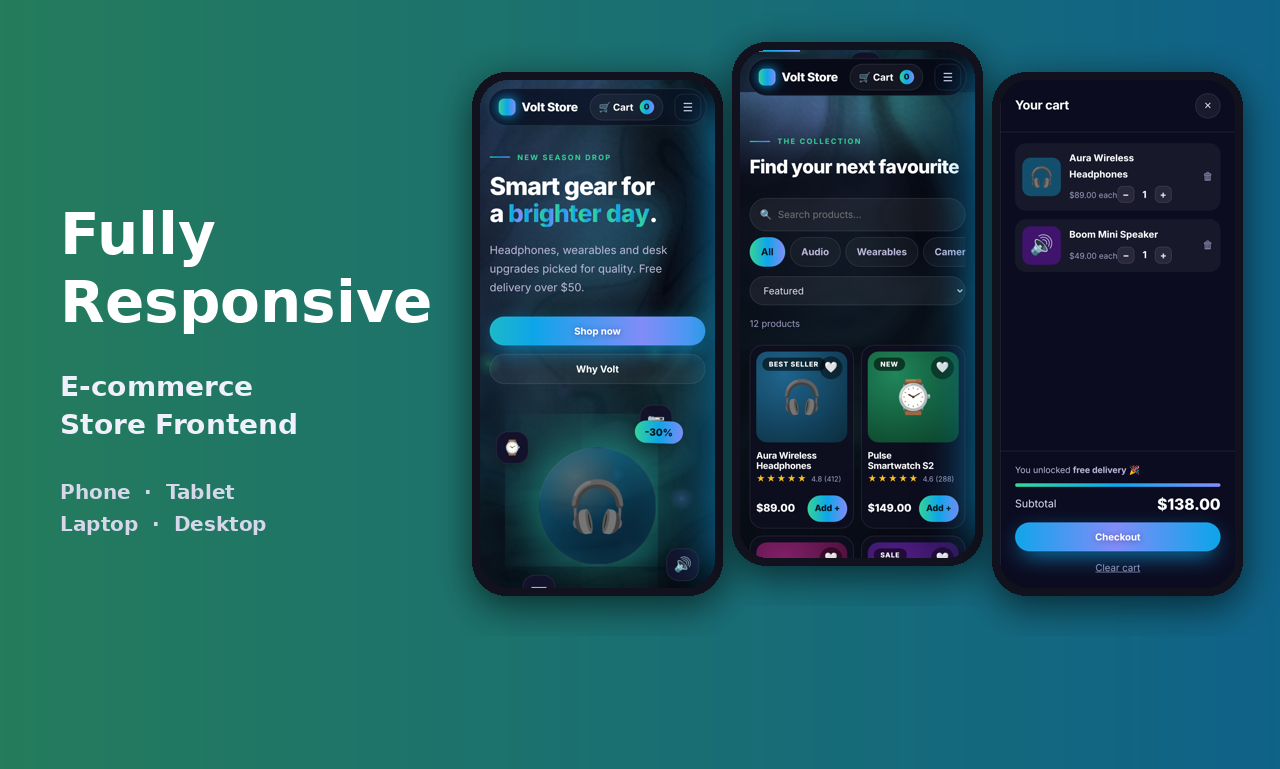 Fully
Responsive
E-commerce
Store Frontend
Phone · Tablet
Laptop · Desktop
Volt Store
Cart 0
NEW SEASON DROP
Smart gear for
a brighter day.
Headphones, wearables and desk
upgrades picked for quality. Free
delivery over $50.
Shop now
Why Volt
-30%
Volt Store
Cart 0
THE COLLECTION
Find your next favourite
Search products...
All Audio Wearables Camer
Featured
12 products
BEST SELLER
Aura Wireless
Headphones
★★★★★ 4.8 (412)
$89.00 Add +
NEW
Pulse
Smartwatch S2
★★★★★ 4.6 (288)
$149.00 Add +
SALE
Your cart ✕
Aura Wireless
Headphones
$89.00 each − 1 +
Boom Mini Speaker
$49.00 each − 1 +
You unlocked free delivery 🎉
Subtotal $138.00
Checkout
Clear cart